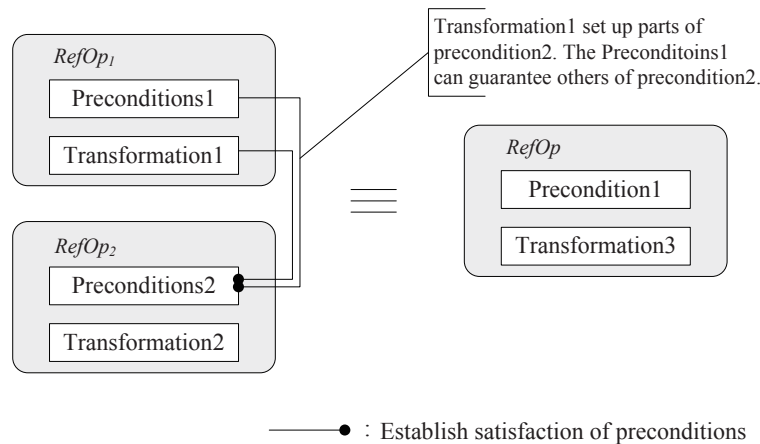 Transformation1 set up parts of
precondition2. The Preconditoins1
can guarantee others of precondition2.
RefOp1
Preconditions1
Transformation1
RefOp2
Preconditions2
Transformation2
RefOp
Precondition1
Transformation3
: Establish satisfaction of preconditions